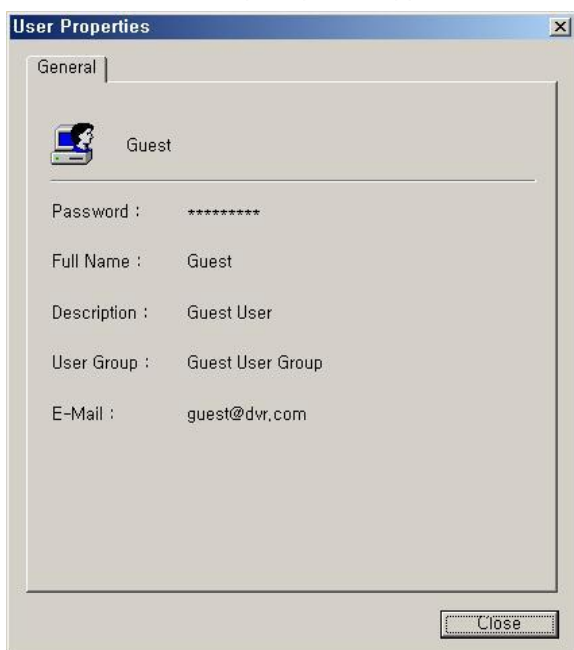 User Properties
General
Guest
Password : *********
Full Name : Guest
Description : Guest User
User Group : Guest User Group
E-Mail : guest@dvr.com
Close